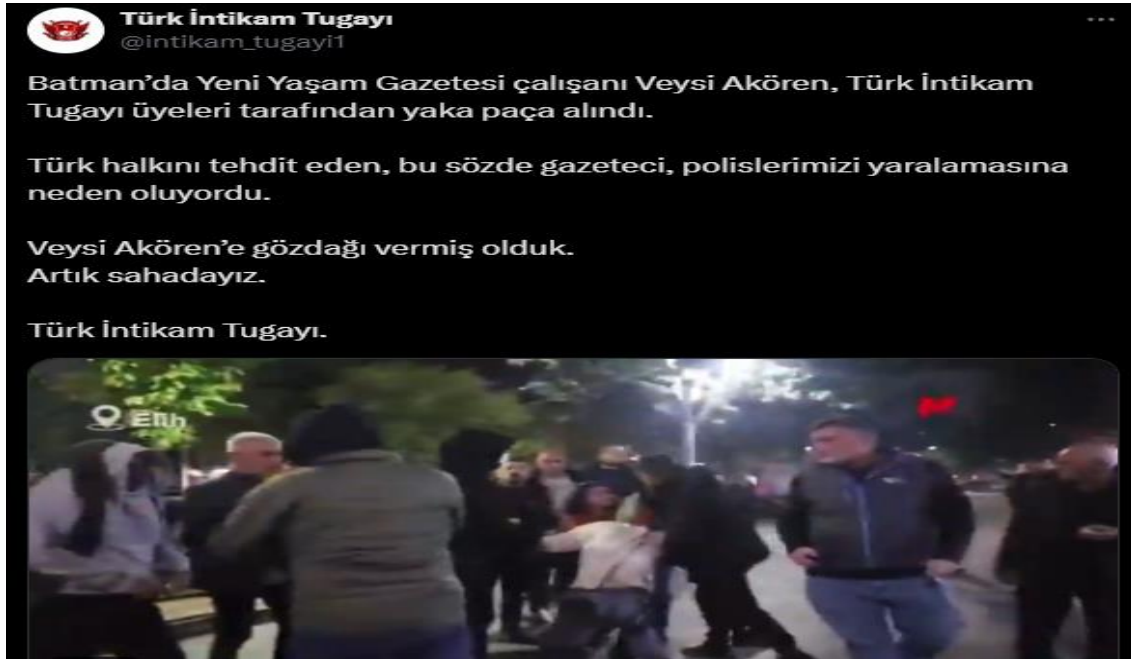 Türk İntikam Tugayı
@intikam_tugayi1
Batman’da Yeni Yaşam Gazetesi çalışanı Veysi Akören, Türk İntikam
Tugayı üyeleri tarafından yaka paça alındı.
Türk halkını tehdit eden, bu sözde gazeteci, polislerimizi yaralamasına
neden oluyordu.
Veysi Akören’e gözdağı vermiş olduk.
Artık sahadayız.
Türk İntikam Tugayı.
Elih